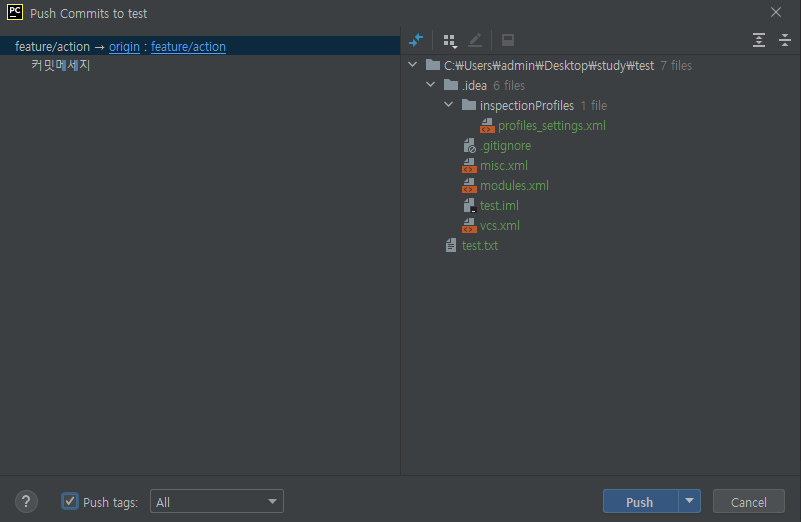 PC Push Commits to test
feature/action → origin : feature/action
커밋메세지
C:₩Users₩admin₩Desktop₩study₩test 7 files
.idea 6 files
inspectionProfiles 1 file
profiles_settings.xml
.gitignore
misc.xml
modules.xml
test.iml
vcs.xml
test.txt
? Push tags: All Push Cancel